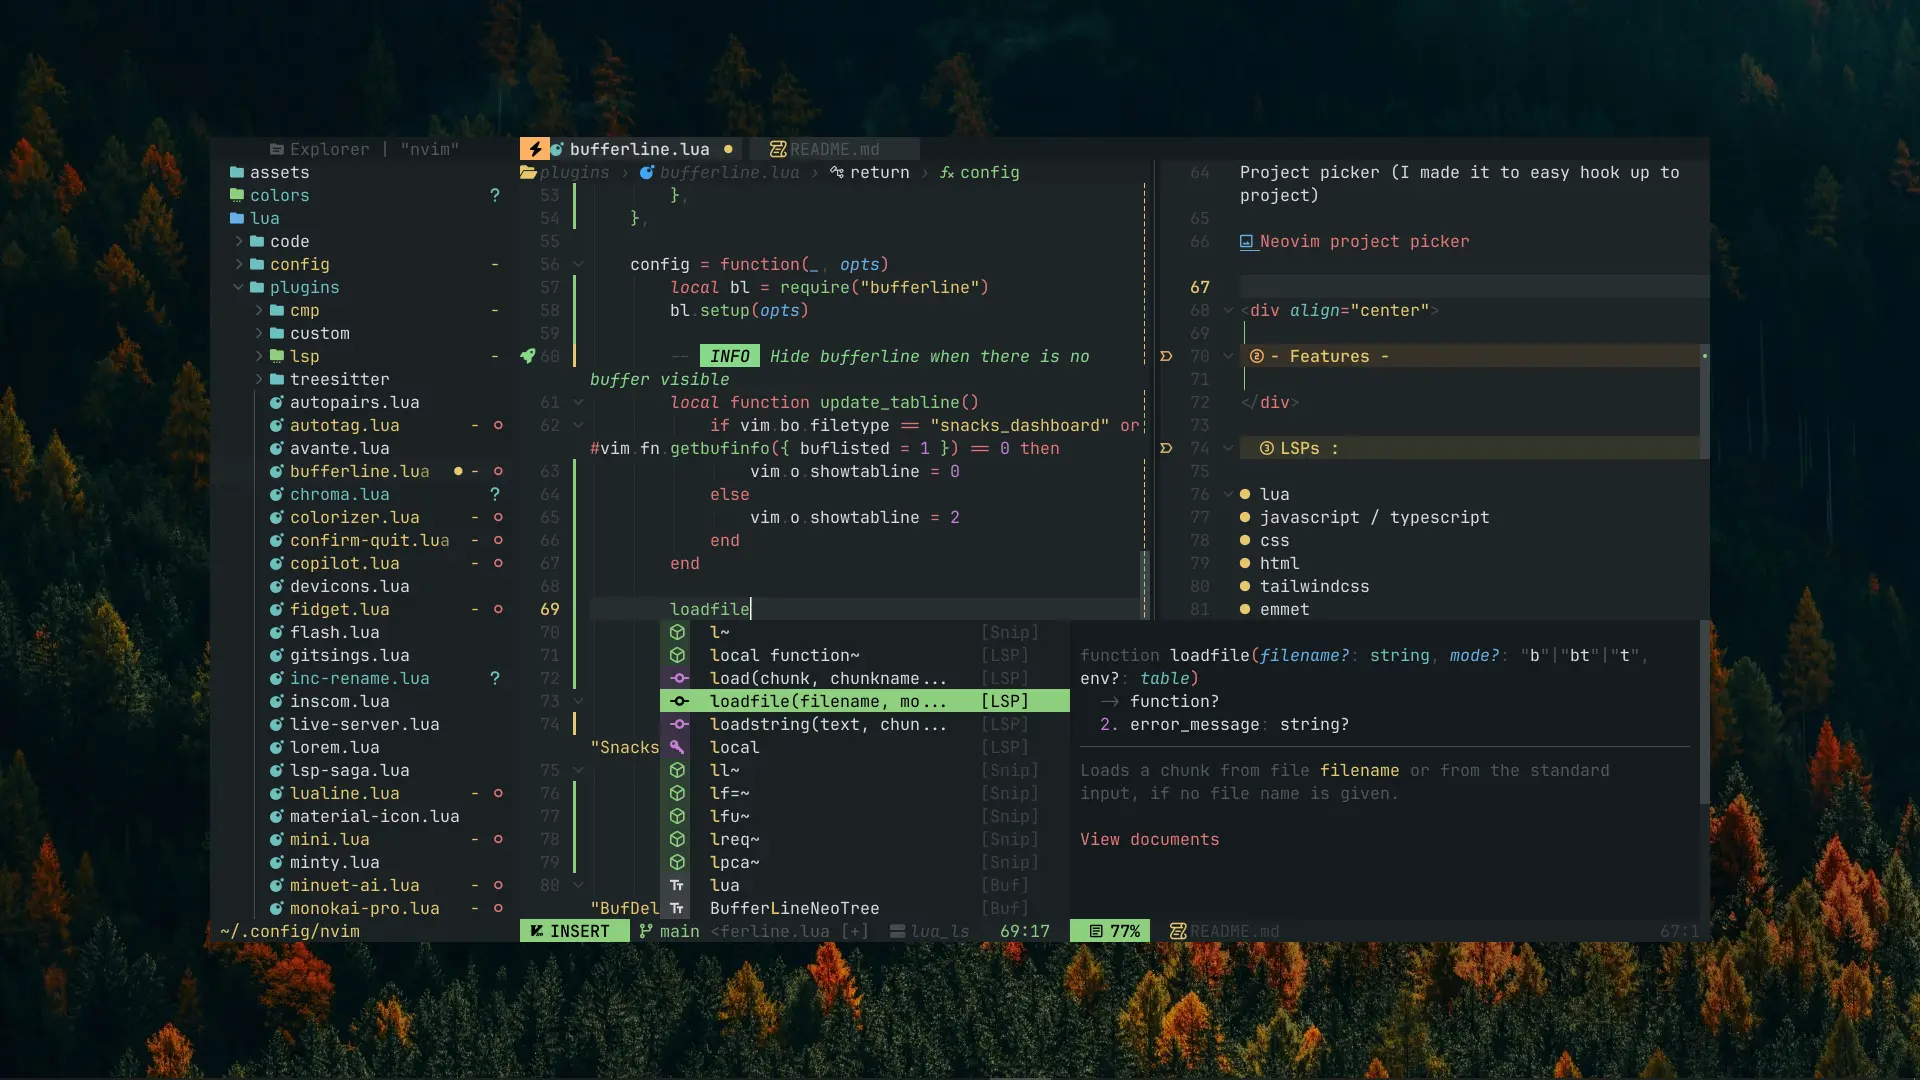 Explorer | "nvim"
assets
colors ?
lua
code
config -
plugins
cmp -
custom
lsp -
treesitter
autopairs.lua
autotag.lua -
avante.lua
bufferline.lua -
chroma.lua ?
colorizer.lua -
confirm-quit.lua -
copilot.lua -
devicons.lua
fidget.lua -
flash.lua
gitsings.lua
inc-rename.lua ?
inscom.lua
live-server.lua
lorem.lua
lsp-saga.lua
lualine.lua -
material-icon.lua
mini.lua -
minty.lua
minuet-ai.lua -
monokai-pro.lua -
~/.config/nvim
bufferline.lua
README.md
plugins › bufferline.lua › return › config
53 },
54 },
55
56 config = function(_, opts)
57 local bl = require("bufferline")
58 bl.setup(opts)
59
60 -- INFO Hide bufferline when there is no
buffer visible
61 local function update_tabline()
62 if vim.bo.filetype == "snacks_dashboard" or
#vim.fn.getbufinfo({ buflisted = 1 }) == 0 then
63 vim.o.showtabline = 0
64 else
65 vim.o.showtabline = 2
66 end
67 end
68
69 loadfile
70
71
72
73
74
"Snacks
75
76
77
78
79
80
"BufDel
l~ [Snip]
local function~ [LSP]
load(chunk, chunkname... [LSP]
loadfile(filename, mo... [LSP]
loadstring(text, chun... [LSP]
local [LSP]
ll~ [Snip]
lf=~ [Snip]
lfu~ [Snip]
lreq~ [Snip]
lpca~ [Snip]
lua [Buf]
BufferLineNeoTree [Buf]
64 Project picker (I made it to easy hook up to
project)
65
66 Neovim project picker
67
68 <div align="center">
69
70 2 - Features -
71
72 </div>
73
74 3 LSPs :
75
76 lua
77 javascript / typescript
78 css
79 html
80 tailwindcss
81 emmet
function loadfile(filename?: string, mode?: "b"|"bt"|"t",
env?: table)
-> function?
2. error_message: string?
Loads a chunk from file filename or from the standard
input, if no file name is given.
View documents
INSERT main <ferline.lua [+] lua_ls 69:17 77%
README.md 67:1